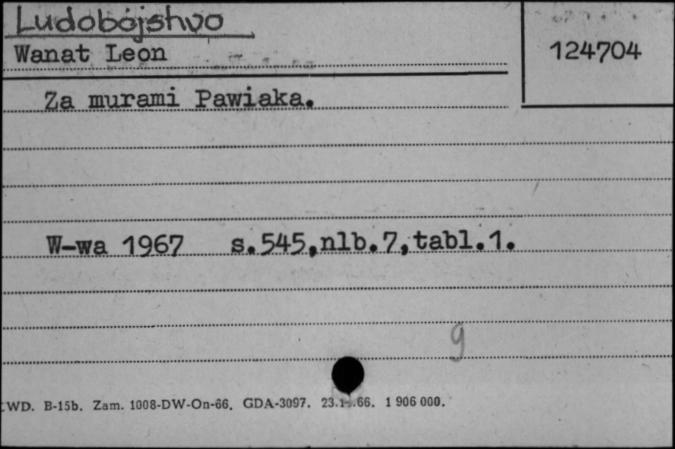 Ludobójstwo
Wanat Leon
124704
Za murami Pawiaka.
W-wa 1967 s.545,nlb.7,tabl.1.
9
WD. B-15b. Zam. 1008-DW-On-66. GDA-3097. 66. 1 906 000.